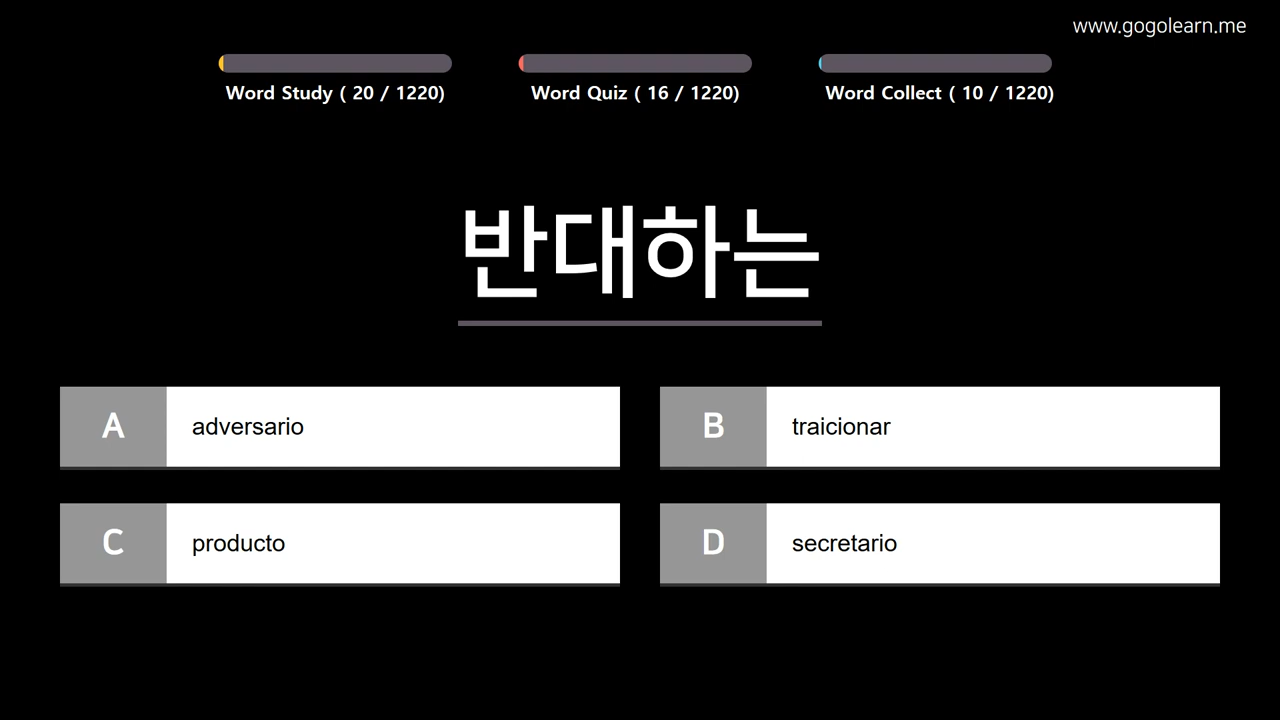 www.gogolearn.me
Word Study ( 20 / 1220)
Word Quiz ( 16 / 1220)
Word Collect ( 10 / 1220)
반대하는
A adversario
B traicionar
C producto
D secretario